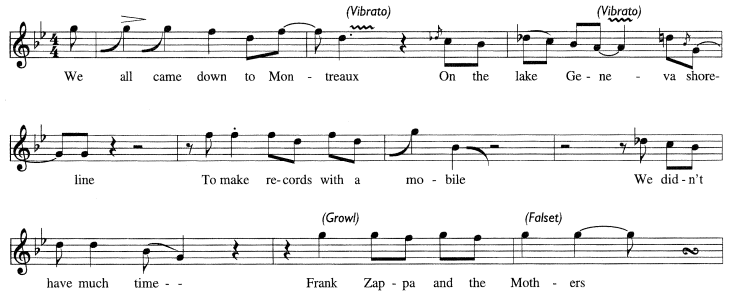 (Vibrato) (Vibrato)
We all came down to Mon - treaux On the lake Ge - ne - va shore-
line To make re-cords with a mo - bile We did-n't
(Growl) (Falset)
have much time - - Frank Zap - pa and the Moth - ers